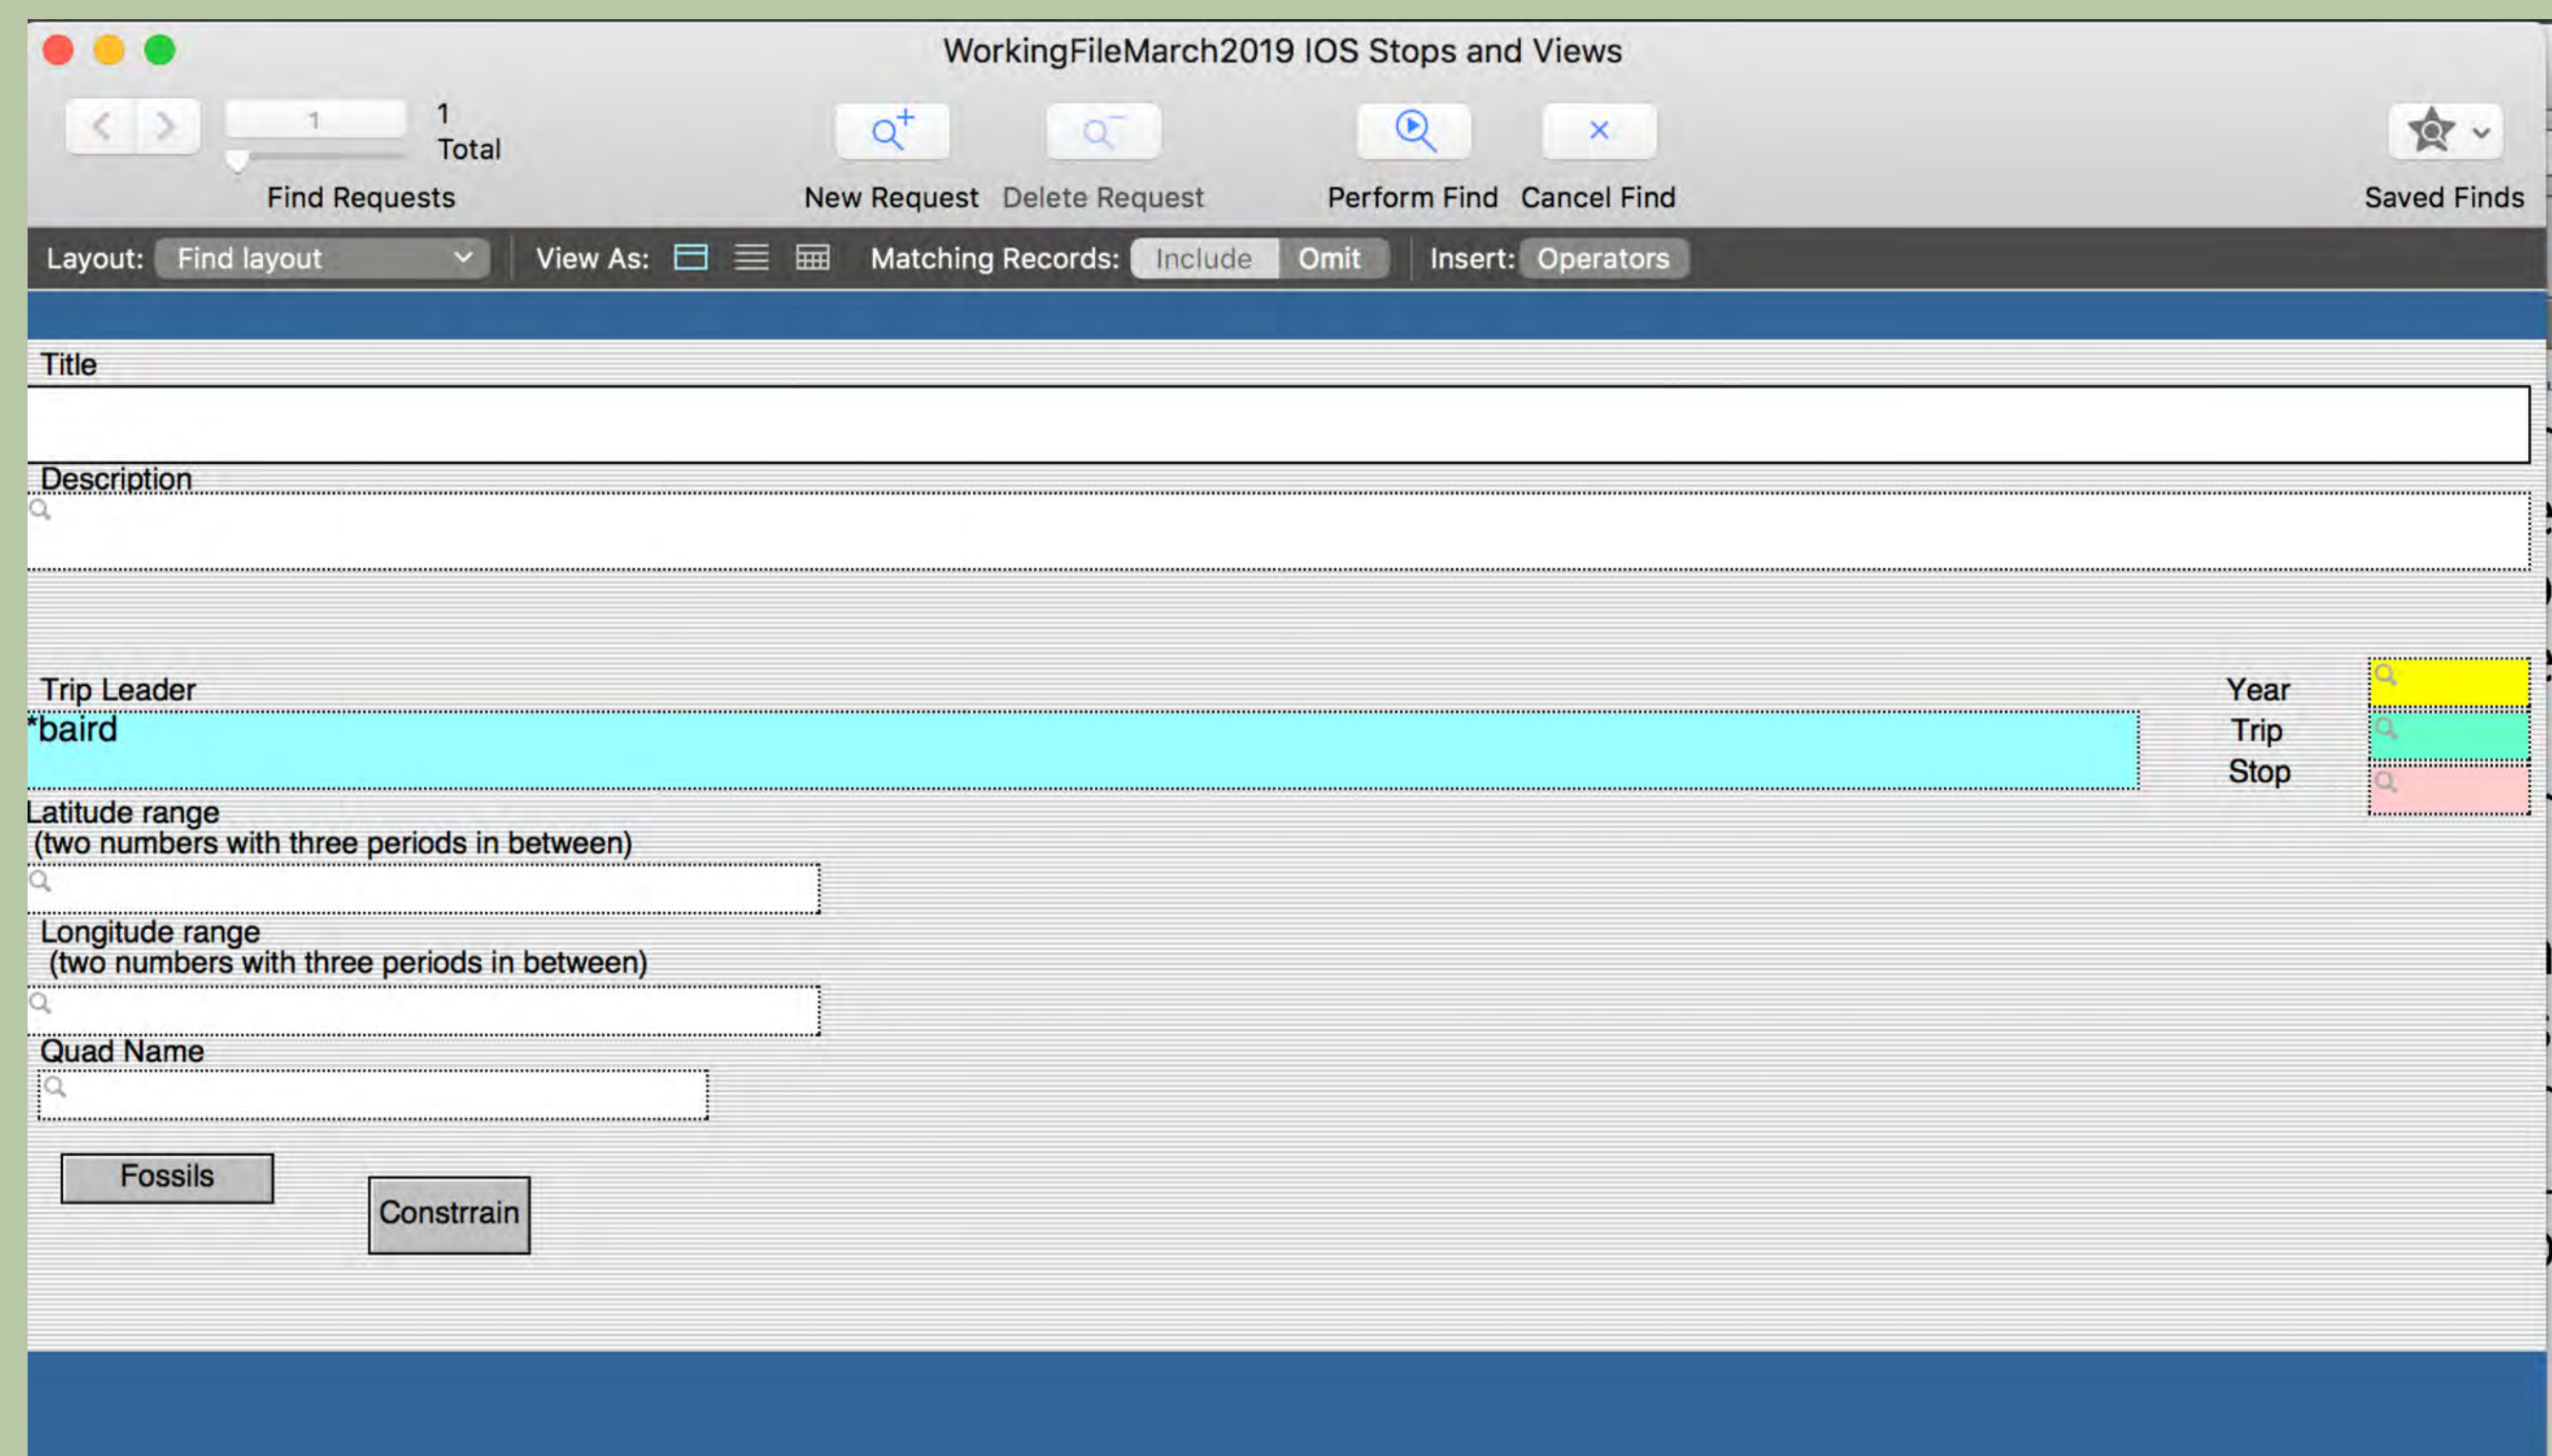 WorkingFileMarch2019 IOS Stops and Views
1
1
Total
Find Requests
New Request
Delete Request
Perform Find
Cancel Find
Saved Finds
Layout: Find layout View As: Matching Records: Include Omit Insert: Operators
Title
Description
Trip Leader
*baird
Year
Trip
Stop
Latitude range
(two numbers with three periods in between)
Longitude range
(two numbers with three periods in between)
Quad Name
Fossils
Constrrain